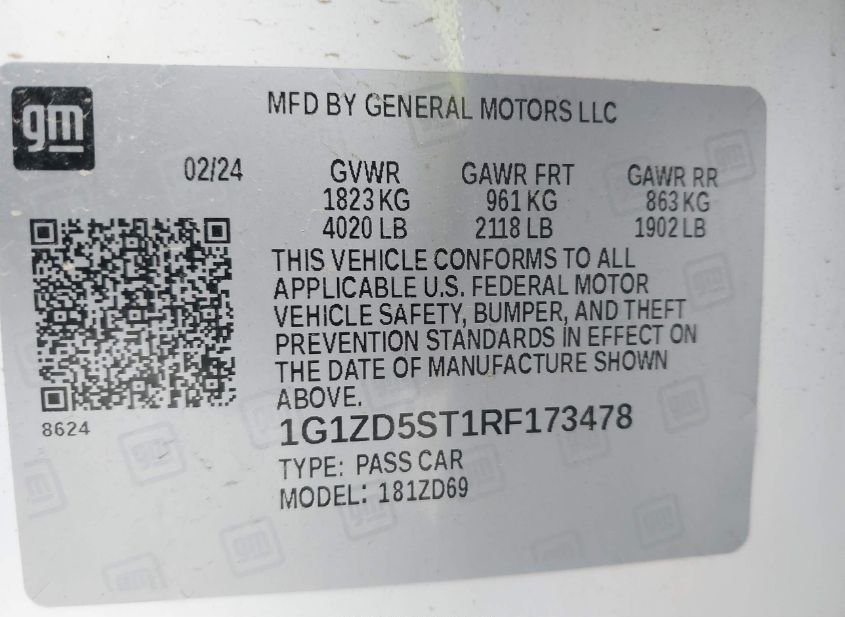 gm
MFD BY GENERAL MOTORS LLC
02/24 GVWR GAWR FRT GAWR RR
1823 KG 961 KG 863 KG
4020 LB 2118 LB 1902 LB
THIS VEHICLE CONFORMS TO ALL
APPLICABLE U.S. FEDERAL MOTOR
VEHICLE SAFETY, BUMPER, AND THEFT
PREVENTION STANDARDS IN EFFECT ON
THE DATE OF MANUFACTURE SHOWN
ABOVE.
8624
1G1ZD5ST1RF173478
TYPE: PASS CAR
MODEL: 181ZD69